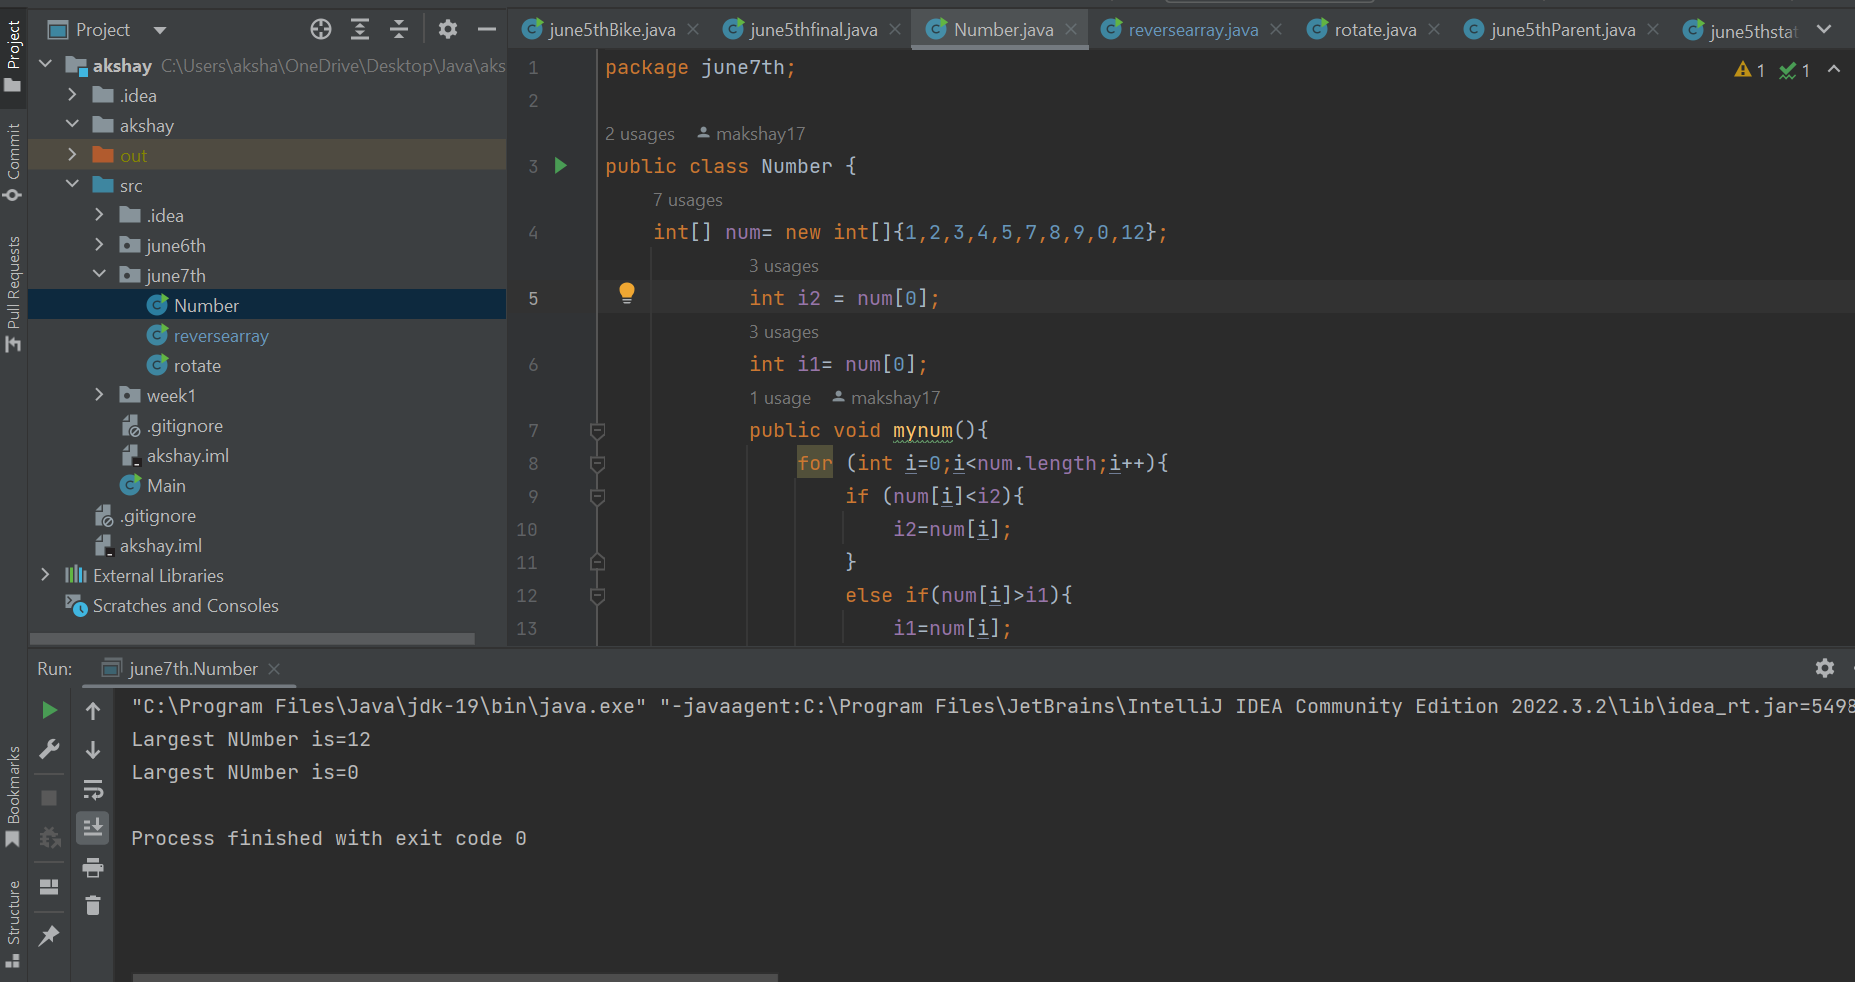 Project
june5thBike.java
june5thfinal.java
Number.java
reversearray.java
rotate.java
june5thParent.java
june5thstat
Project
Commit
Pull Requests
Bookmarks
Structure
akshay C:\Users\aksha\OneDrive\Desktop\Java\aks
.idea
akshay
out
src
.idea
june6th
june7th
Number
reversearray
rotate
week1
.gitignore
akshay.iml
Main
.gitignore
akshay.iml
External Libraries
Scratches and Consoles
1 package june7th;
1 1
2
2 usages makshay17
3 public class Number {
7 usages
4 int[] num= new int[]{1,2,3,4,5,7,8,9,0,12};
3 usages
5 int i2 = num[0];
3 usages
6 int i1= num[0];
1 usage makshay17
7 public void mynum(){
8 for (int i=0;i<num.length;i++){
9 if (num[i]<i2){
10 i2=num[i];
11 }
12 else if(num[i]>i1){
13 i1=num[i];
Run: june7th.Number
"C:\Program Files\Java\jdk-19\bin\java.exe" "-javaagent:C:\Program Files\JetBrains\IntelliJ IDEA Community Edition 2022.3.2\lib\idea_rt.jar=5498
Largest NUmber is=12
Largest NUmber is=0
Process finished with exit code 0